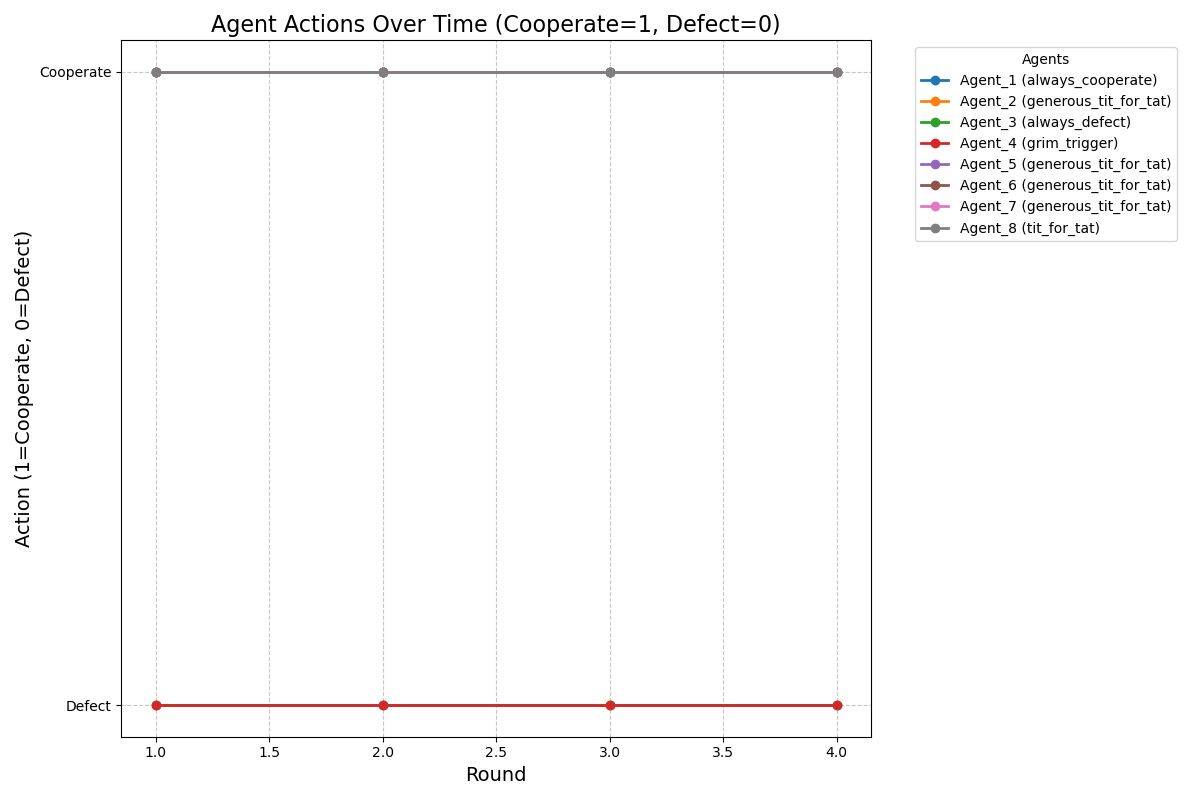 Agent Actions Over Time (Cooperate=1, Defect=0)
Action (1=Cooperate, 0=Defect)
Cooperate
Defect
1.0 1.5 2.0 2.5 3.0 3.5 4.0
Round
Agents
Agent_1 (always_cooperate)
Agent_2 (generous_tit_for_tat)
Agent_3 (always_defect)
Agent_4 (grim_trigger)
Agent_5 (generous_tit_for_tat)
Agent_6 (generous_tit_for_tat)
Agent_7 (generous_tit_for_tat)
Agent_8 (tit_for_tat)